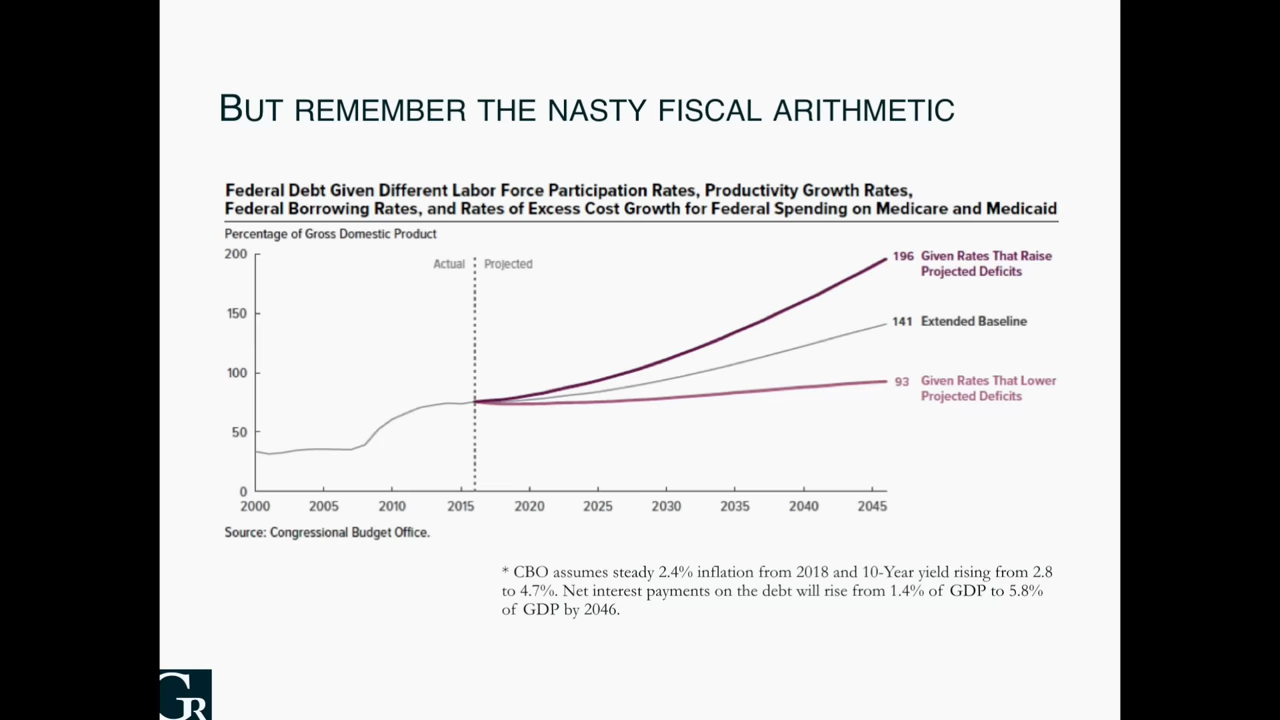 BUT REMEMBER THE NASTY FISCAL ARITHMETIC
Federal Debt Given Different Labor Force Participation Rates, Productivity Growth Rates,
Federal Borrowing Rates, and Rates of Excess Cost Growth for Federal Spending on Medicare and Medicaid
Percentage of Gross Domestic Product
200
150
100
50
0
Actual
Projected
196 Given Rates That Raise
Projected Deficits
141 Extended Baseline
93 Given Rates That Lower
Projected Deficits
2000 2005 2010 2015 2020 2025 2030 2035 2040 2045
Source: Congressional Budget Office.
* CBO assumes steady 2.4% inflation from 2018 and 10-Year yield rising from 2.8
to 4.7%. Net interest payments on the debt will rise from 1.4% of GDP to 5.8%
of GDP by 2046.
GR